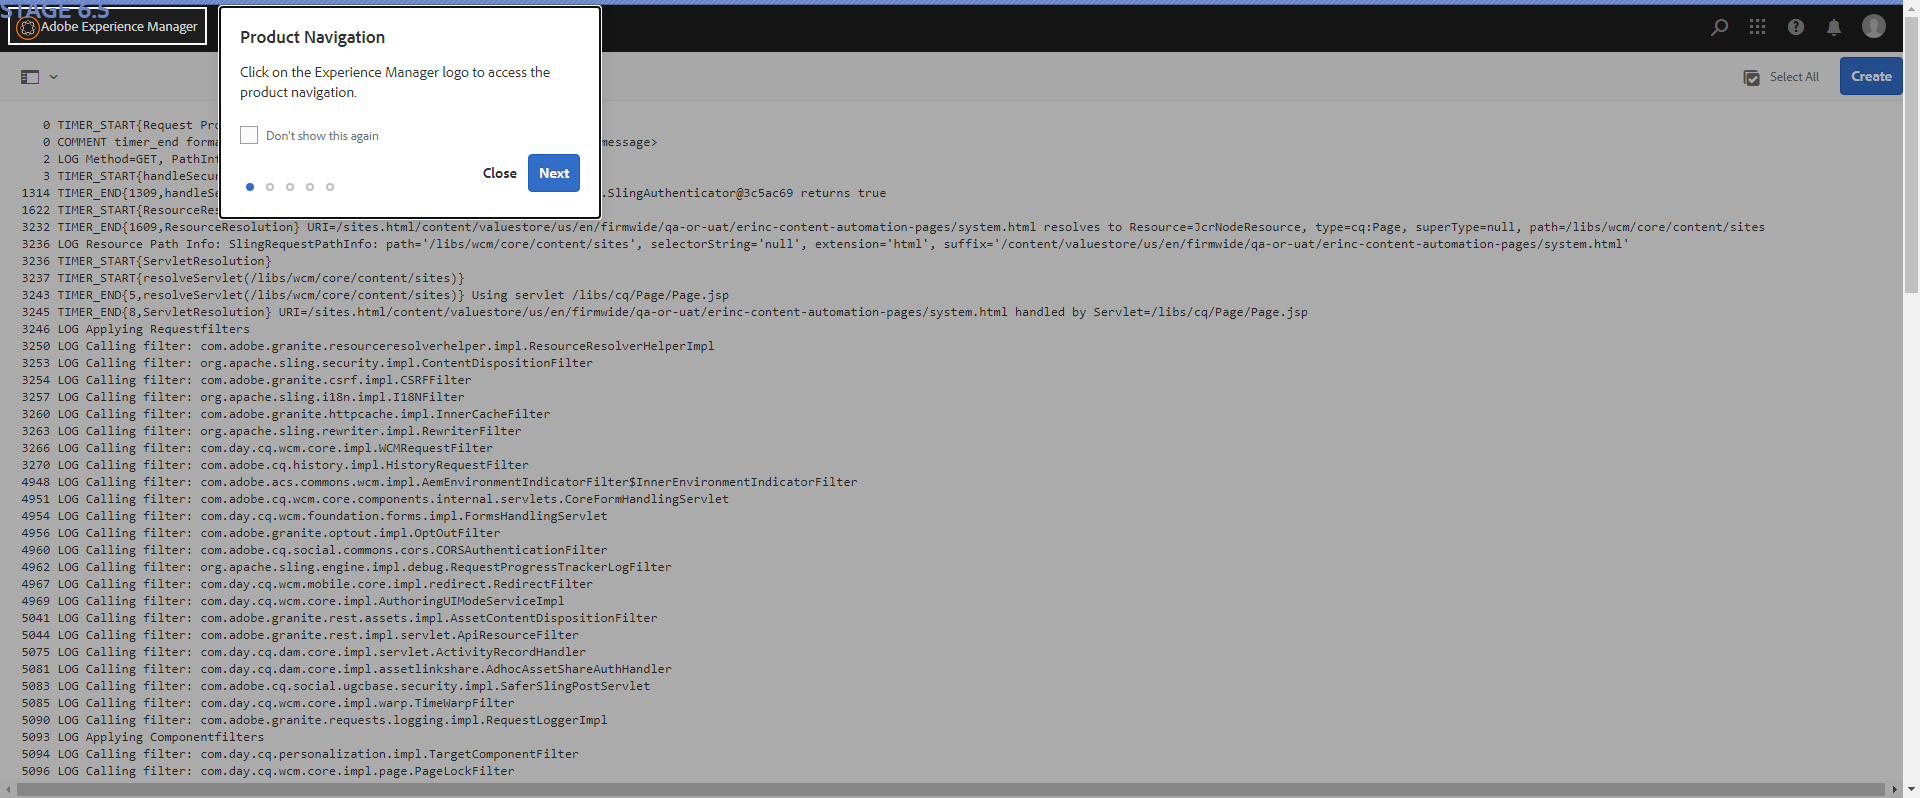 STAGE 6.5
Adobe Experience Manager
Product Navigation
Click on the Experience Manager logo to access the
product navigation.
Don't show this again
Close
Next
Select All
Create
0 TIMER_START{Request Pro
0 COMMENT timer_end forma message>
2 LOG Method=GET, PathInf
3 TIMER_START{handleSecur
1314 TIMER_END{1309,handleSe .SlingAuthenticator@3c5ac69 returns true
1622 TIMER_START{ResourceRes
3232 TIMER_END{1609,ResourceResolution} URI=/sites.html/content/valuestore/us/en/firmwide/qa-or-uat/erinc-content-automation-pages/system.html resolves to Resource=JcrNodeResource, type=cq:Page, superType=null, path=/libs/wcm/core/content/sites
3236 LOG Resource Path Info: SlingRequestPathInfo: path='/libs/wcm/core/content/sites', selectorString='null', extension='html', suffix='/content/valuestore/us/en/firmwide/qa-or-uat/erinc-content-automation-pages/system.html'
3236 TIMER_START{ServletResolution}
3237 TIMER_START{resolveServlet(/libs/wcm/core/content/sites)}
3243 TIMER_END{5,resolveServlet(/libs/wcm/core/content/sites)} Using servlet /libs/cq/Page/Page.jsp
3245 TIMER_END{8,ServletResolution} URI=/sites.html/content/valuestore/us/en/firmwide/qa-or-uat/erinc-content-automation-pages/system.html handled by Servlet=/libs/cq/Page/Page.jsp
3246 LOG Applying Requestfilters
3250 LOG Calling filter: com.adobe.granite.resourceresolverhelper.impl.ResourceResolverHelperImpl
3253 LOG Calling filter: org.apache.sling.security.impl.ContentDispositionFilter
3254 LOG Calling filter: com.adobe.granite.csrf.impl.CSRFFilter
3257 LOG Calling filter: org.apache.sling.i18n.impl.I18NFilter
3260 LOG Calling filter: com.adobe.granite.httpcache.impl.InnerCacheFilter
3263 LOG Calling filter: org.apache.sling.rewriter.impl.RewriterFilter
3266 LOG Calling filter: com.day.cq.wcm.core.impl.WCMRequestFilter
3270 LOG Calling filter: com.adobe.cq.history.impl.HistoryRequestFilter
4948 LOG Calling filter: com.adobe.acs.commons.wcm.impl.AemEnvironmentIndicatorFilter$InnerEnvironmentIndicatorFilter
4951 LOG Calling filter: com.adobe.cq.wcm.core.components.internal.servlets.CoreFormHandlingServlet
4954 LOG Calling filter: com.day.cq.wcm.foundation.forms.impl.FormsHandlingServlet
4956 LOG Calling filter: com.adobe.granite.optout.impl.OptOutFilter
4960 LOG Calling filter: com.adobe.cq.social.commons.cors.CORSAuthenticationFilter
4962 LOG Calling filter: org.apache.sling.engine.impl.debug.RequestProgressTrackerLogFilter
4967 LOG Calling filter: com.day.cq.wcm.mobile.core.impl.redirect.RedirectFilter
4969 LOG Calling filter: com.day.cq.wcm.core.impl.AuthoringUIModeServiceImpl
5041 LOG Calling filter: com.adobe.granite.rest.assets.impl.AssetContentDispositionFilter
5044 LOG Calling filter: com.adobe.granite.rest.impl.servlet.ApiResourceFilter
5075 LOG Calling filter: com.day.cq.dam.core.impl.servlet.ActivityRecordHandler
5081 LOG Calling filter: com.day.cq.dam.core.impl.assetlinkshare.AdhocAssetShareAuthHandler
5083 LOG Calling filter: com.adobe.cq.social.ugcbase.security.impl.SaferSlingPostServlet
5085 LOG Calling filter: com.day.cq.wcm.core.impl.warp.TimeWarpFilter
5090 LOG Calling filter: com.adobe.granite.requests.logging.impl.RequestLoggerImpl
5093 LOG Applying Componentfilters
5094 LOG Calling filter: com.day.cq.personalization.impl.TargetComponentFilter
5096 LOG Calling filter: com.day.cq.wcm.core.impl.page.PageLockFilter